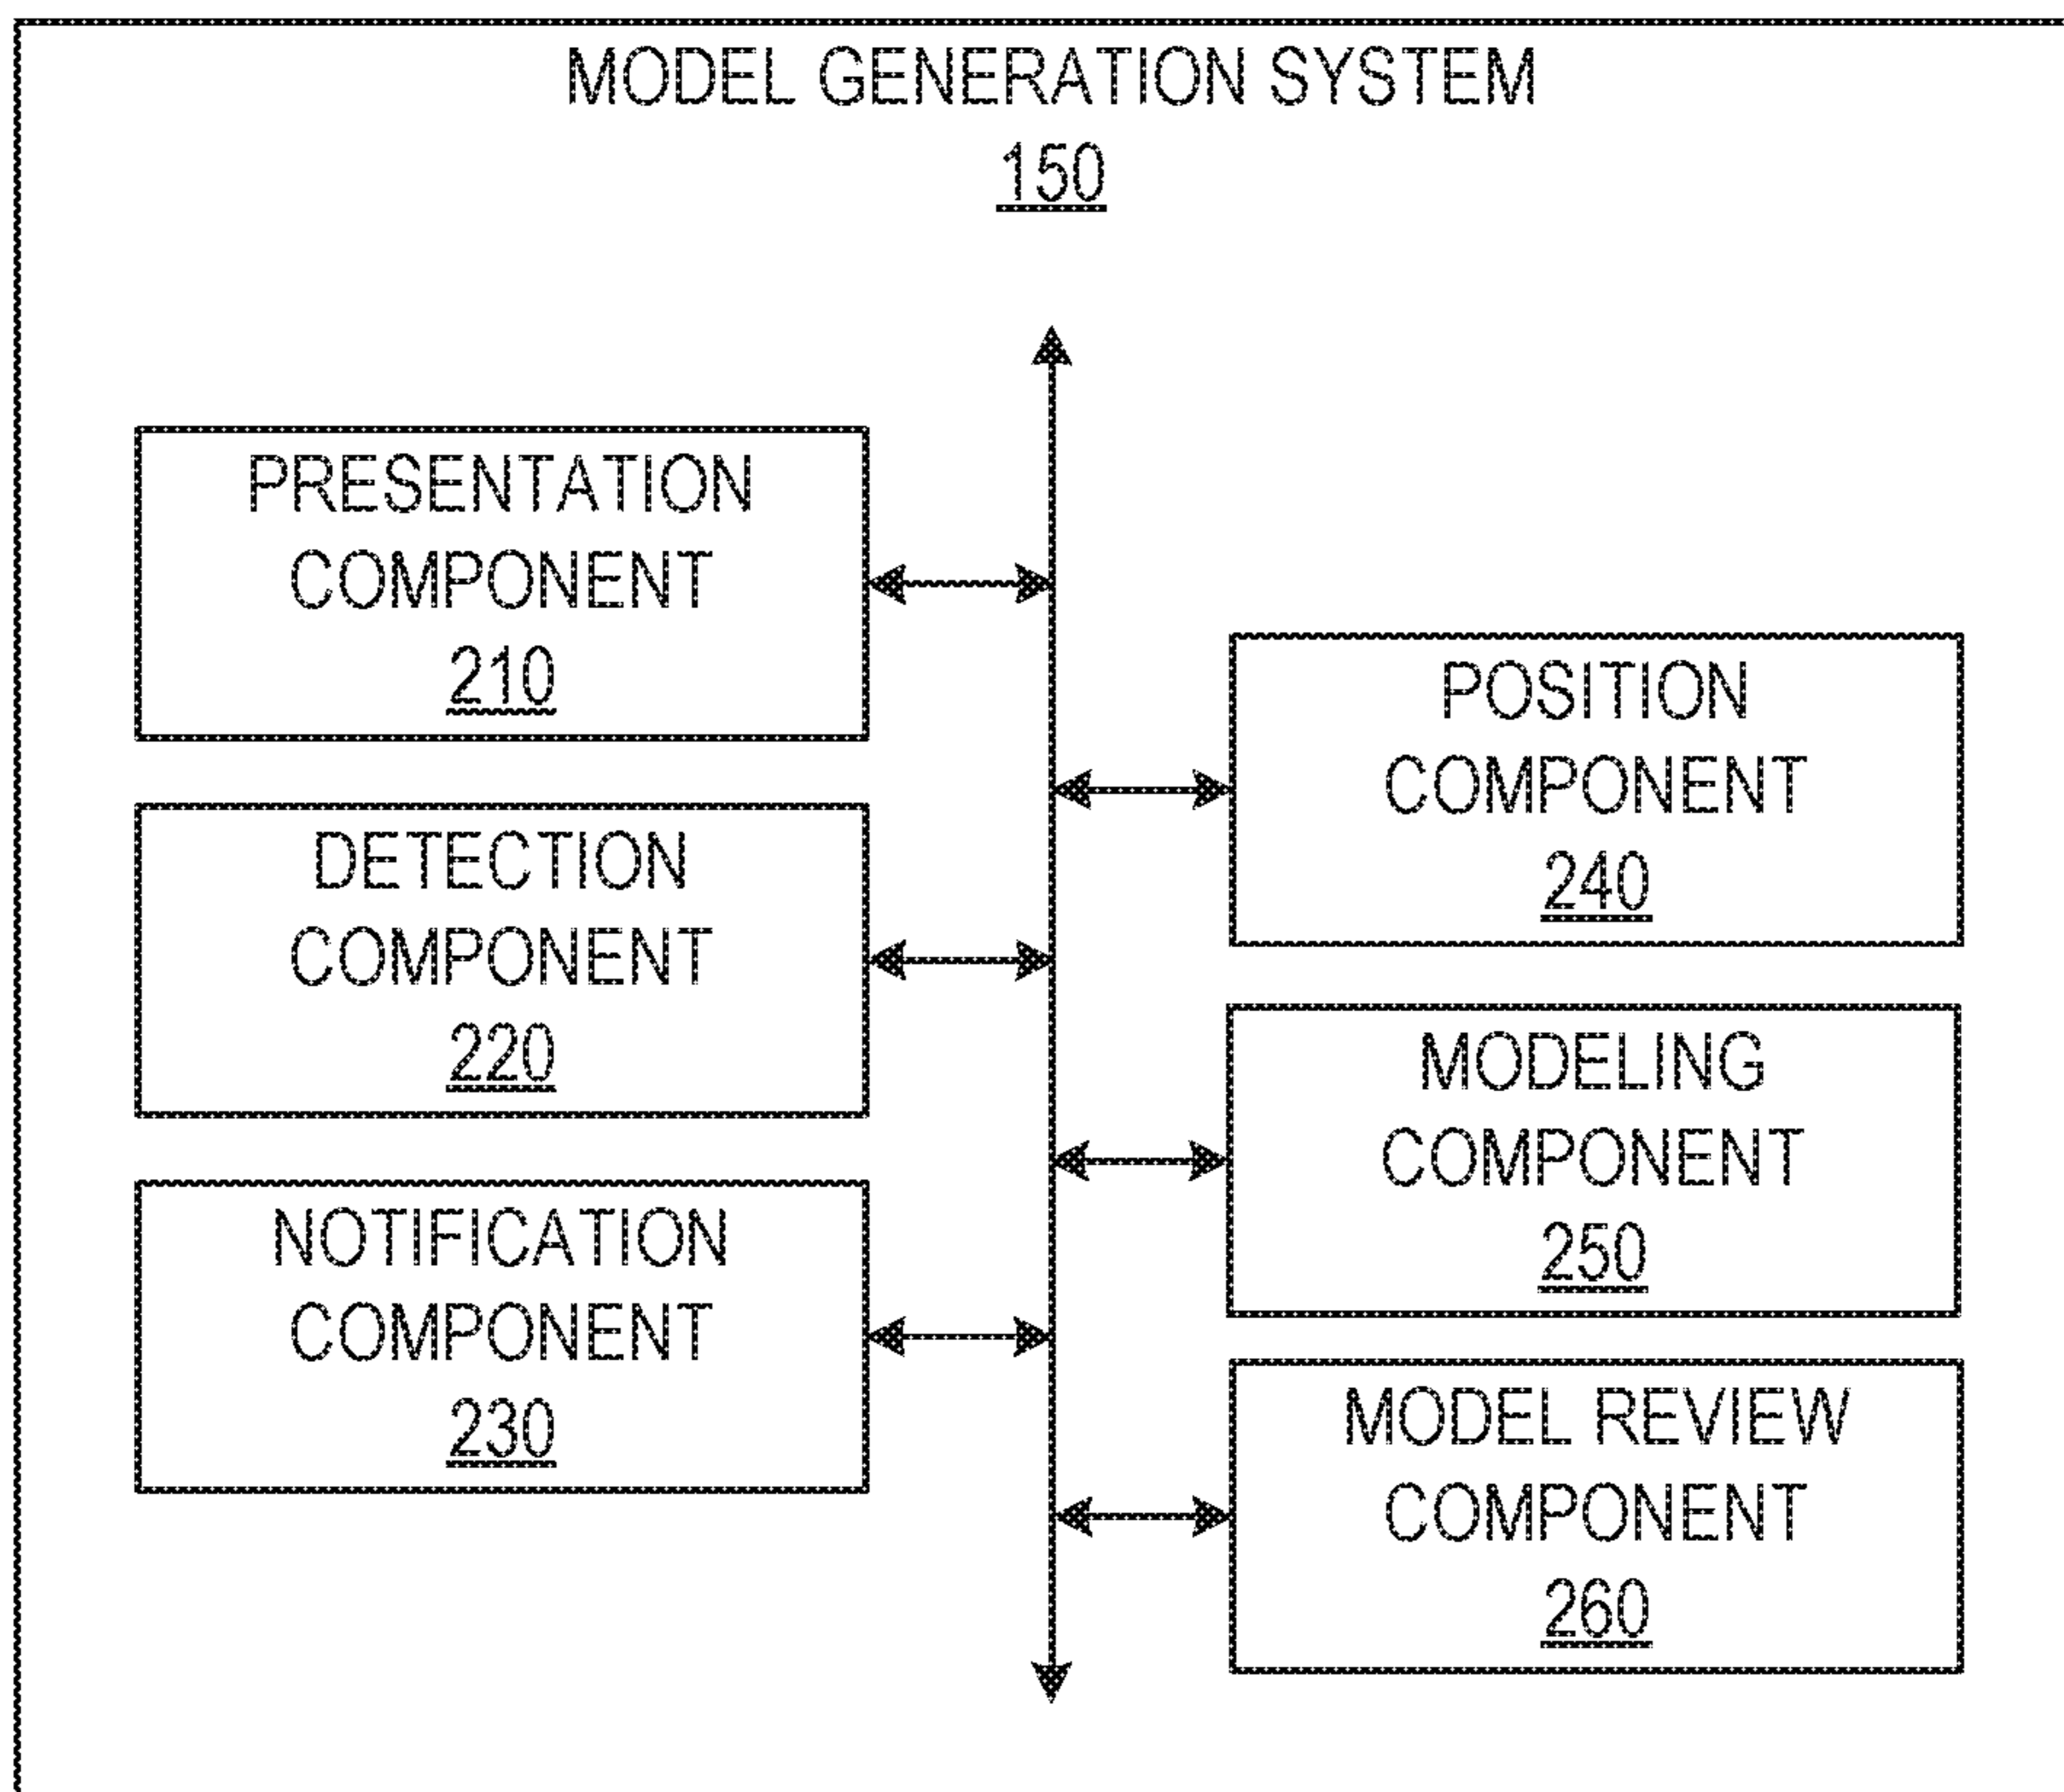 MODEL GENERATION SYSTEM
150
PRESENTATION
COMPONENT
210
DETECTION
COMPONENT
220
NOTIFICATION
COMPONENT
230
POSITION
COMPONENT
240
MODELING
COMPONENT
250
MODEL REVIEW
COMPONENT
260